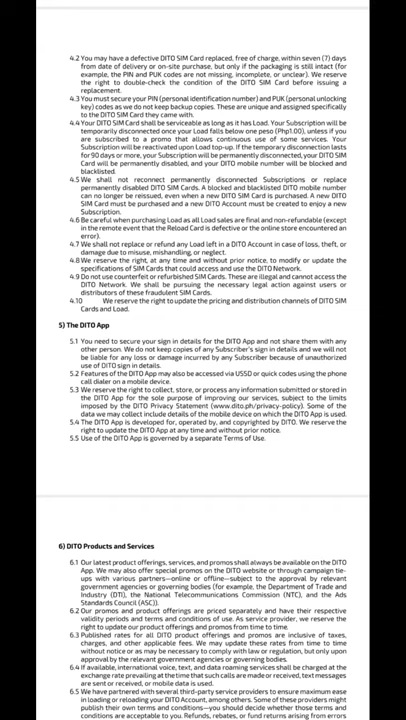 4.2 You may have a defective DITO SIM Card replaced, free of charge, within seven (7) days
from date of delivery or on-site purchase, but only if the packaging is still intact (for
example, the PIN and PUK codes are not missing, incomplete, or unclear). We reserve
the right to double-check the condition of the DITO SIM Card before issuing a
replacement.
4.3 You must secure your PIN (personal identification number) and PUK (personal unlocking
key) codes as we do not keep backup copies. These are unique and assigned specifically
to the DITO SIM Card they came with.
4.4 Your DITO SIM Card shall be serviceable as long as it has Load. Your Subscription will be
temporarily disconnected once your Load falls below one peso (Php1.00), unless if you
are subscribed to a promo that allows continuous use of some services. Your
Subscription will be reactivated upon Load top-up. If the temporary disconnection lasts
for 90 days or more, your Subscription will be permanently disconnected, your DITO SIM
Card will be permanently disabled, and your DITO mobile number will be blocked and
blacklisted.
4.5 We shall not reconnect permanently disconnected Subscriptions or replace
permanently disabled DITO SIM Cards. A blocked and blacklisted DITO mobile number
can no longer be reissued, even when a new DITO SIM Card is purchased. A new DITO
SIM Card must be purchased and a new DITO Account must be created to enjoy a new
Subscription.
4.6 Be careful when purchasing Load as all Load sales are final and non-refundable (except
in the remote event that the Reload Card is defective or the online store encountered an
error).
4.7 We shall not replace or refund any Load left in a DITO Account in case of loss, theft, or
damage due to misuse, mishandling, or neglect.
4.8 We reserve the right, at any time and without prior notice, to modify or update the
specifications of SIM Cards that could access and use the DITO Network.
4.9 Do not use counterfeit or refurbished SIM Cards. These are illegal and cannot access the
DITO Network. We shall be pursuing the necessary legal action against users or
distributors of these fraudulent SIM Cards.
4.10 We reserve the right to update the pricing and distribution channels of DITO SIM
Cards and Load.
5) The DITO App
5.1 You need to secure your sign in details for the DITO App and not share them with any
other person. We do not keep copies of any Subscriber's sign in details and we will not
be liable for any loss or damage incurred by any Subscriber because of unauthorized
use of DITO sign in details.
5.2 Features of the DITO App may also be accessed via USSD or quick codes using the phone
call dialer on a mobile device.
5.3 We reserve the right to collect, store, or process any information submitted or stored in
the DITO App for the sole purpose of improving our services, subject to the limits
imposed by the DITO Privacy Statement (www.dito.ph/privacy-policy). Some of the
data we may collect include details of the mobile device on which the DITO App is used.
5.4 The DITO App is developed for, operated by, and copyrighted by DITO. We reserve the
right to update the DITO App at any time and without prior notice.
5.5 Use of the DITO App is governed by a separate Terms of Use.
6) DITO Products and Services
6.1 Our latest product offerings, services, and promos shall always be available on the DITO
App. We may also offer special promos on the DITO website or through campaign tie-
ups with various partners—online or offline—subject to the approval by relevant
government agencies or governing bodies (for example, the Department of Trade and
Industry (DTI), the National Telecommunications Commission (NTC), and the Ads
Standards Council (ASC)).
6.2 Our promos and product offerings are priced separately and have their respective
validity periods and terms and conditions of use. As service provider, we reserve the
right to update our product offerings and promos from time to time.
6.3 Published rates for all DITO product offerings and promos are inclusive of taxes,
charges, and other applicable fees. We may update these rates from time to time
without notice or as may be necessary to comply with law or regulation, but only upon
approval by the relevant government agencies or governing bodies.
6.4 If available, international voice, text, and data roaming services shall be charged at the
exchange rate prevailing at the time that such calls are made or received, text messages
are sent or received, or mobile data is used.
6.5 We have partnered with several third-party service providers to ensure maximum ease
in loading or reloading your DITO Account, among others. Some of these providers might
publish their own terms and conditions—you should decide whether those terms and
conditions are acceptable to you. Refunds, rebates, or fund returns arising from errors